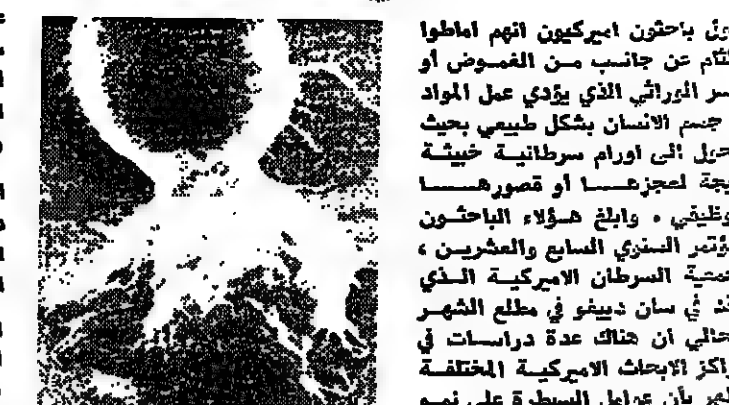 باحثون اميركيون انهم اماطوا
عن جانب من الغموض أو
الوراثي الذي يؤدي عمل المواد
جسم الانسان بشكل طبيعي بحيث
الى اورام سرطانية خبيثة
لعجزها أو قصورها
وظيفي ٠ وابلغ هؤلاء الباحثون
السنوي السابع والعشرين ،
السرطان الاميركية الذي
في سان دييغو في مطلع الشهر
حالي أن هناك عدة دراسات في
الابحاث الاميركية المختلفة
بأن عوامل السيطرة على نمو